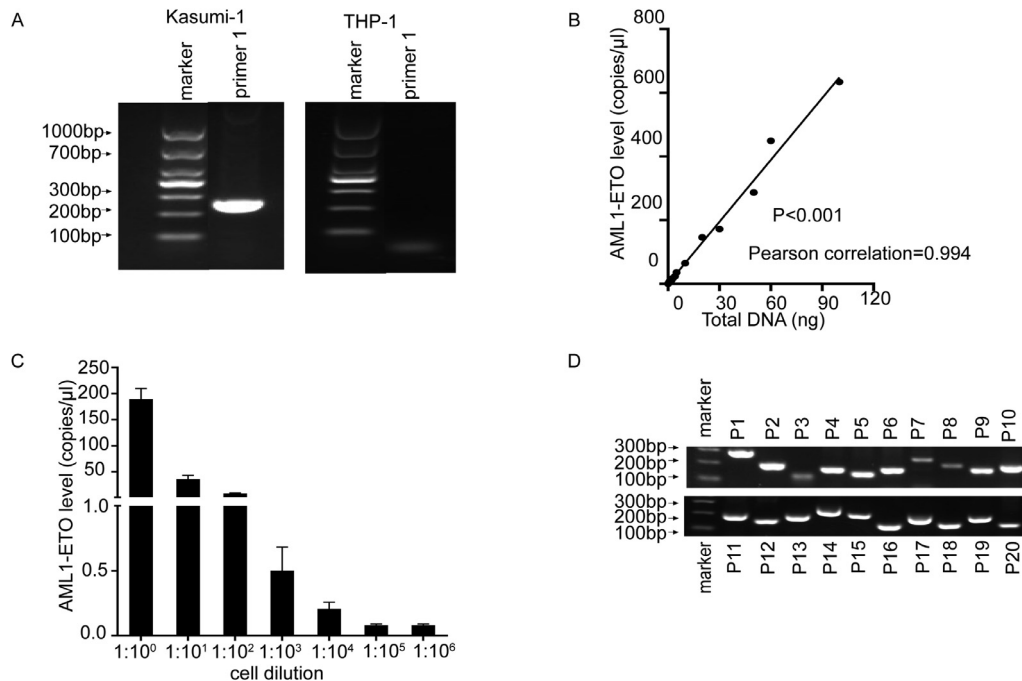 A
Kasumi-1
THP-1
marker
primer 1
marker
primer 1
1000bp
700bp
300bp
200bp
100bp
B
AML1-ETO level (copies/µl)
800
600
400
200
0
P<0.001
Pearson correlation=0.994
0 30 60 90 120
Total DNA (ng)
C
AML1-ETO level (copies/µl)
250
200
150
100
50
1.0
0.5
0.0
1:10⁰ 1:10¹ 1:10² 1:10³ 1:10⁴ 1:10⁵ 1:10⁶
cell dilution
D
marker P1 P2 P3 P4 P5 P6 P7 P8 P9 P10
300bp
200bp
100bp
300bp
200bp
100bp
marker P11 P12 P13 P14 P15 P16 P17 P18 P19 P20